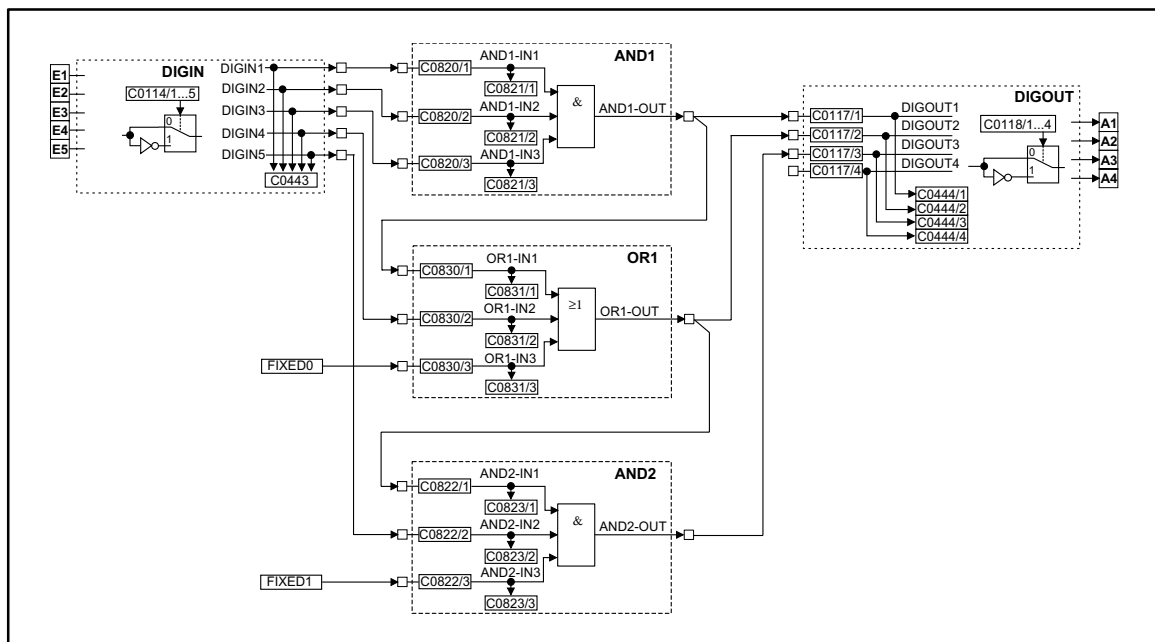 E1
E2
E3
E4
E5
DIGIN
C0114/1...5
0
1
DIGIN1
DIGIN2
DIGIN3
DIGIN4
DIGIN5
C0443
AND1
C0820/1
AND1-IN1
C0821/1
C0820/2
AND1-IN2
C0821/2
C0820/3
AND1-IN3
C0821/3
&
AND1-OUT
OR1
C0830/1
OR1-IN1
C0831/1
C0830/2
OR1-IN2
C0831/2
FIXED0
C0830/3
OR1-IN3
C0831/3
≥1
OR1-OUT
AND2
C0822/1
AND2-IN1
C0823/1
C0822/2
AND2-IN2
C0823/2
FIXED1
C0822/3
AND2-IN3
C0823/3
&
AND2-OUT
DIGOUT
C0117/1
DIGOUT1
C0117/2
DIGOUT2
C0117/3
DIGOUT3
C0117/4
DIGOUT4
C0444/1
C0444/2
C0444/3
C0444/4
C0118/1...4
0
1
A1
A2
A3
A4